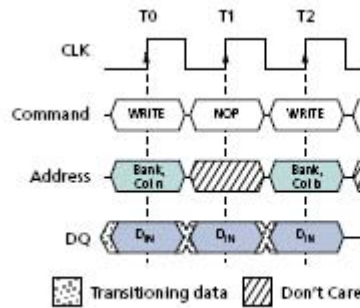 T0 T1 T2
CLK
Command WRITE NOP WRITE
Address Bank, Col n Bank, Col b
DQ DIN DIN DIN
Transitioning data Don't Care